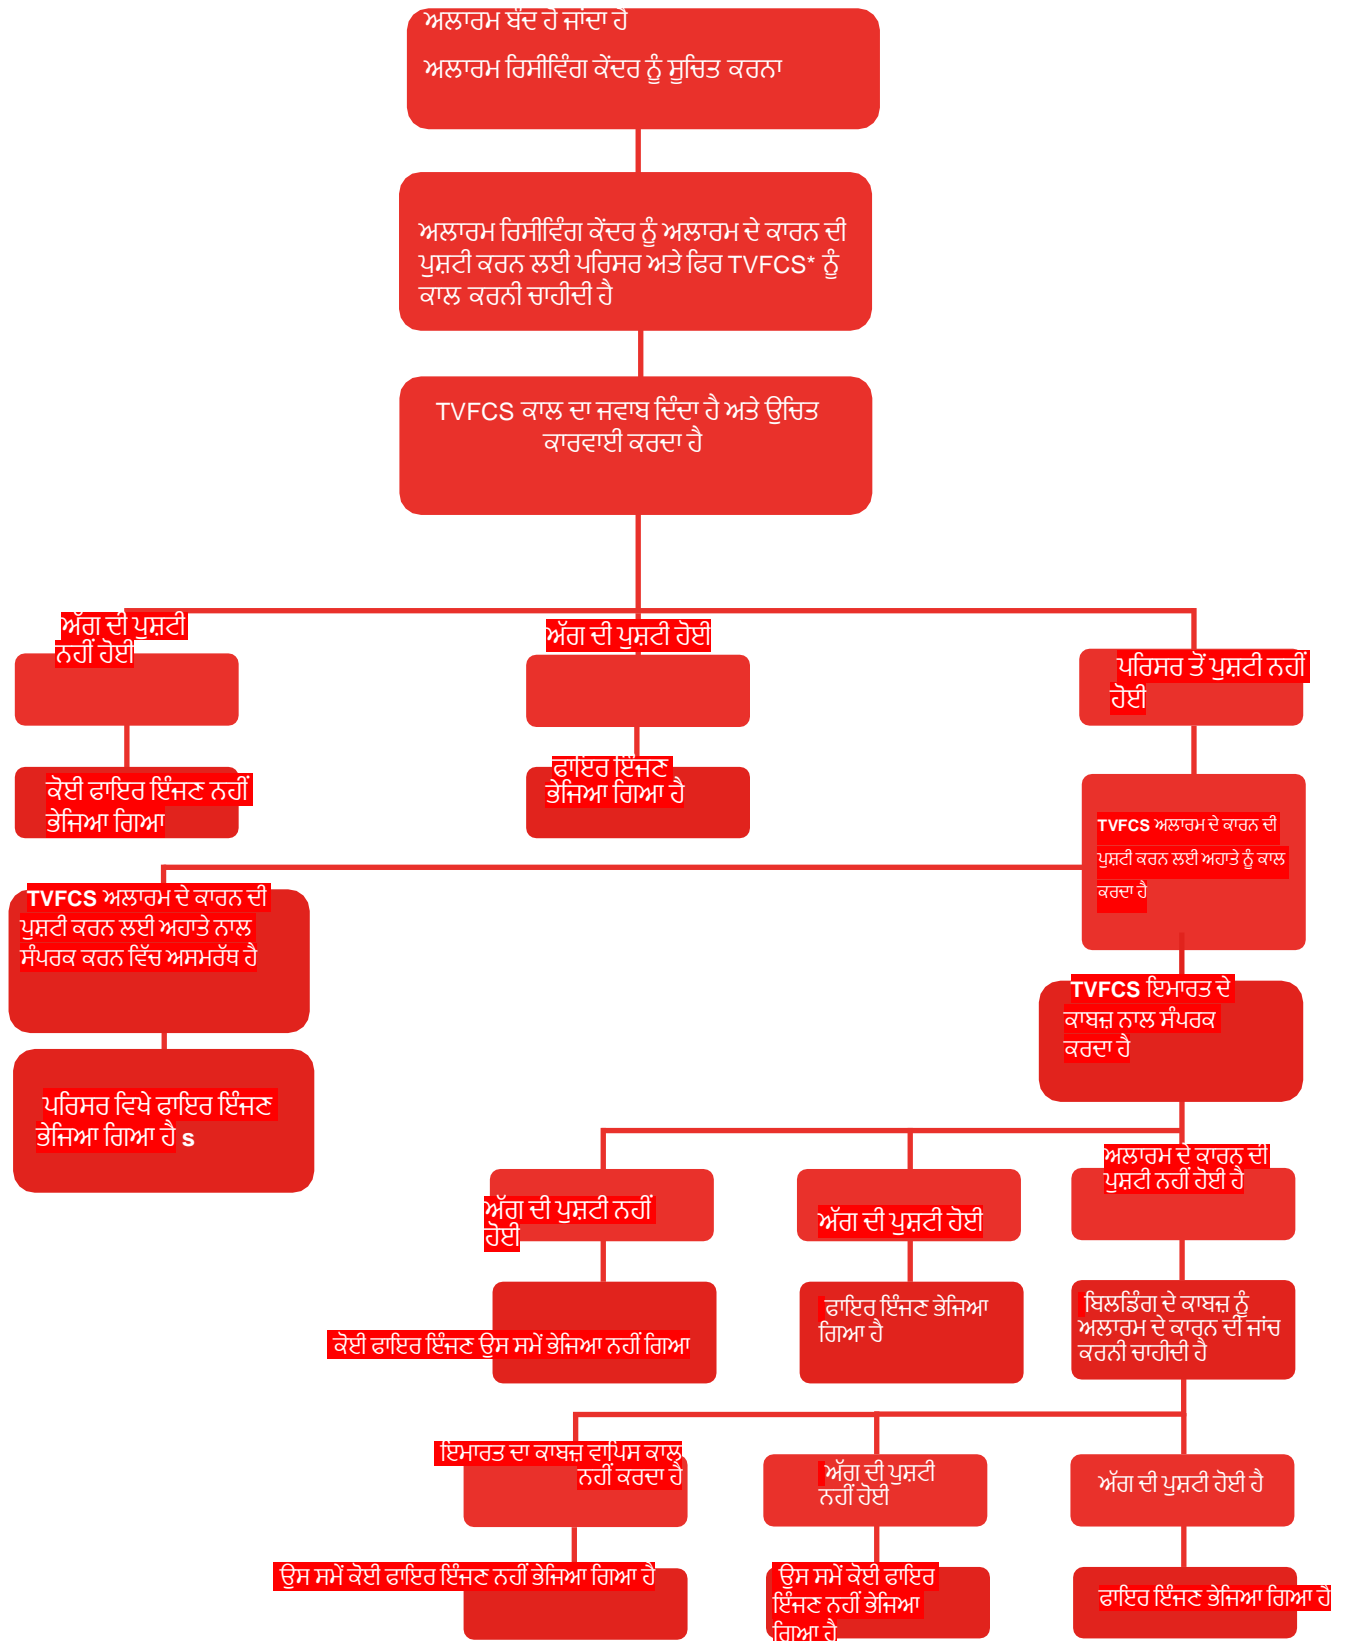 ਅਲਾਰਮ ਬੰਦ ਹੋ ਜਾਂਦਾ ਹੈ
ਅਲਾਰਮ ਰਿਸੀਵਿੰਗ ਕੇਂਦਰ ਨੂੰ ਸੂਚਿਤ ਕਰਨਾ
ਅਲਾਰਮ ਰਿਸੀਵਿੰਗ ਕੇਂਦਰ ਨੂੰ ਅਲਾਰਮ ਦੇ ਕਾਰਨ ਦੀ
ਪੁਸ਼ਟੀ ਕਰਨ ਲਈ ਪਰਿਸਰ ਅਤੇ ਫਿਰ TVFCS* ਨੂੰ
ਕਾਲ ਕਰਨੀ ਚਾਹੀਦੀ ਹੈ
TVFCS ਕਾਲ ਦਾ ਜਵਾਬ ਦਿੰਦਾ ਹੈ ਅਤੇ ਉਚਿਤ
ਕਾਰਵਾਈ ਕਰਦਾ ਹੈ
ਅੱਗ ਦੀ ਪੁਸ਼ਟੀ
ਨਹੀਂ ਹੋਈ
ਅੱਗ ਦੀ ਪੁਸ਼ਟੀ ਹੋਈ
ਪਰਿਸਰ ਤੋਂ ਪੁਸ਼ਟੀ ਨਹੀਂ
ਹੋਈ
ਕੋਈ ਫਾਇਰ ਇੰਜਣ ਨਹੀਂ
ਭੇਜਿਆ ਗਿਆ
ਫਾਇਰ ਇੰਜਣ
ਭੇਜਿਆ ਗਿਆ ਹੈ
TVFCS ਅਲਾਰਮ ਦੇ ਕਾਰਨ ਦੀ
ਪੁਸ਼ਟੀ ਕਰਨ ਲਈ ਅਹਾਤੇ ਨੂੰ ਕਾਲ
ਕਰਦਾ ਹੈ
TVFCS ਅਲਾਰਮ ਦੇ ਕਾਰਨ ਦੀ
ਪੁਸ਼ਟੀ ਕਰਨ ਲਈ ਅਹਾਤੇ ਨਾਲ
ਸੰਪਰਕ ਕਰਨ ਵਿੱਚ ਅਸਮਰੱਥ ਹੈ
TVFCS ਇਮਾਰਤ ਦੇ
ਕਾਬਜ਼ ਨਾਲ ਸੰਪਰਕ
ਕਰਦਾ ਹੈ
ਪਰਿਸਰ ਵਿਖੇ ਫਾਇਰ ਇੰਜਣ
ਭੇਜਿਆ ਗਿਆ ਹੈ s
ਅੱਗ ਦੀ ਪੁਸ਼ਟੀ ਨਹੀਂ
ਹੋਈ
ਅੱਗ ਦੀ ਪੁਸ਼ਟੀ ਹੋਈ
ਅਲਾਰਮ ਦੇ ਕਾਰਨ ਦੀ
ਪੁਸ਼ਟੀ ਨਹੀਂ ਹੋਈ ਹੈ
ਕੋਈ ਫਾਇਰ ਇੰਜਣ ਉਸ ਸਮੇਂ ਭੇਜਿਆ ਨਹੀਂ ਗਿਆ
ਫਾਇਰ ਇੰਜਣ ਭੇਜਿਆ
ਗਿਆ ਹੈ
ਬਿਲਡਿੰਗ ਦੇ ਕਾਬਜ਼ ਨੂੰ
ਅਲਾਰਮ ਦੇ ਕਾਰਨ ਦੀ ਜਾਂਚ
ਕਰਨੀ ਚਾਹੀਦੀ ਹੈ
ਇਮਾਰਤ ਦਾ ਕਾਬਜ਼ ਵਾਪਿਸ ਕਾਲ
ਨਹੀਂ ਕਰਦਾ ਹੈ
ਅੱਗ ਦੀ ਪੁਸ਼ਟੀ
ਨਹੀਂ ਹੋਈ
ਅੱਗ ਦੀ ਪੁਸ਼ਟੀ ਹੋਈ ਹੈ
ਉਸ ਸਮੇਂ ਕੋਈ ਫਾਇਰ ਇੰਜਣ ਨਹੀਂ ਭੇਜਿਆ ਗਿਆ ਹੈ
ਉਸ ਸਮੇਂ ਕੋਈ ਫਾਇਰ
ਇੰਜਣ ਨਹੀਂ ਭੇਜਿਆ
ਗਿਆ ਹੈ
ਫਾਇਰ ਇੰਜਣ ਭੇਜਿਆ ਗਿਆ ਹੈ